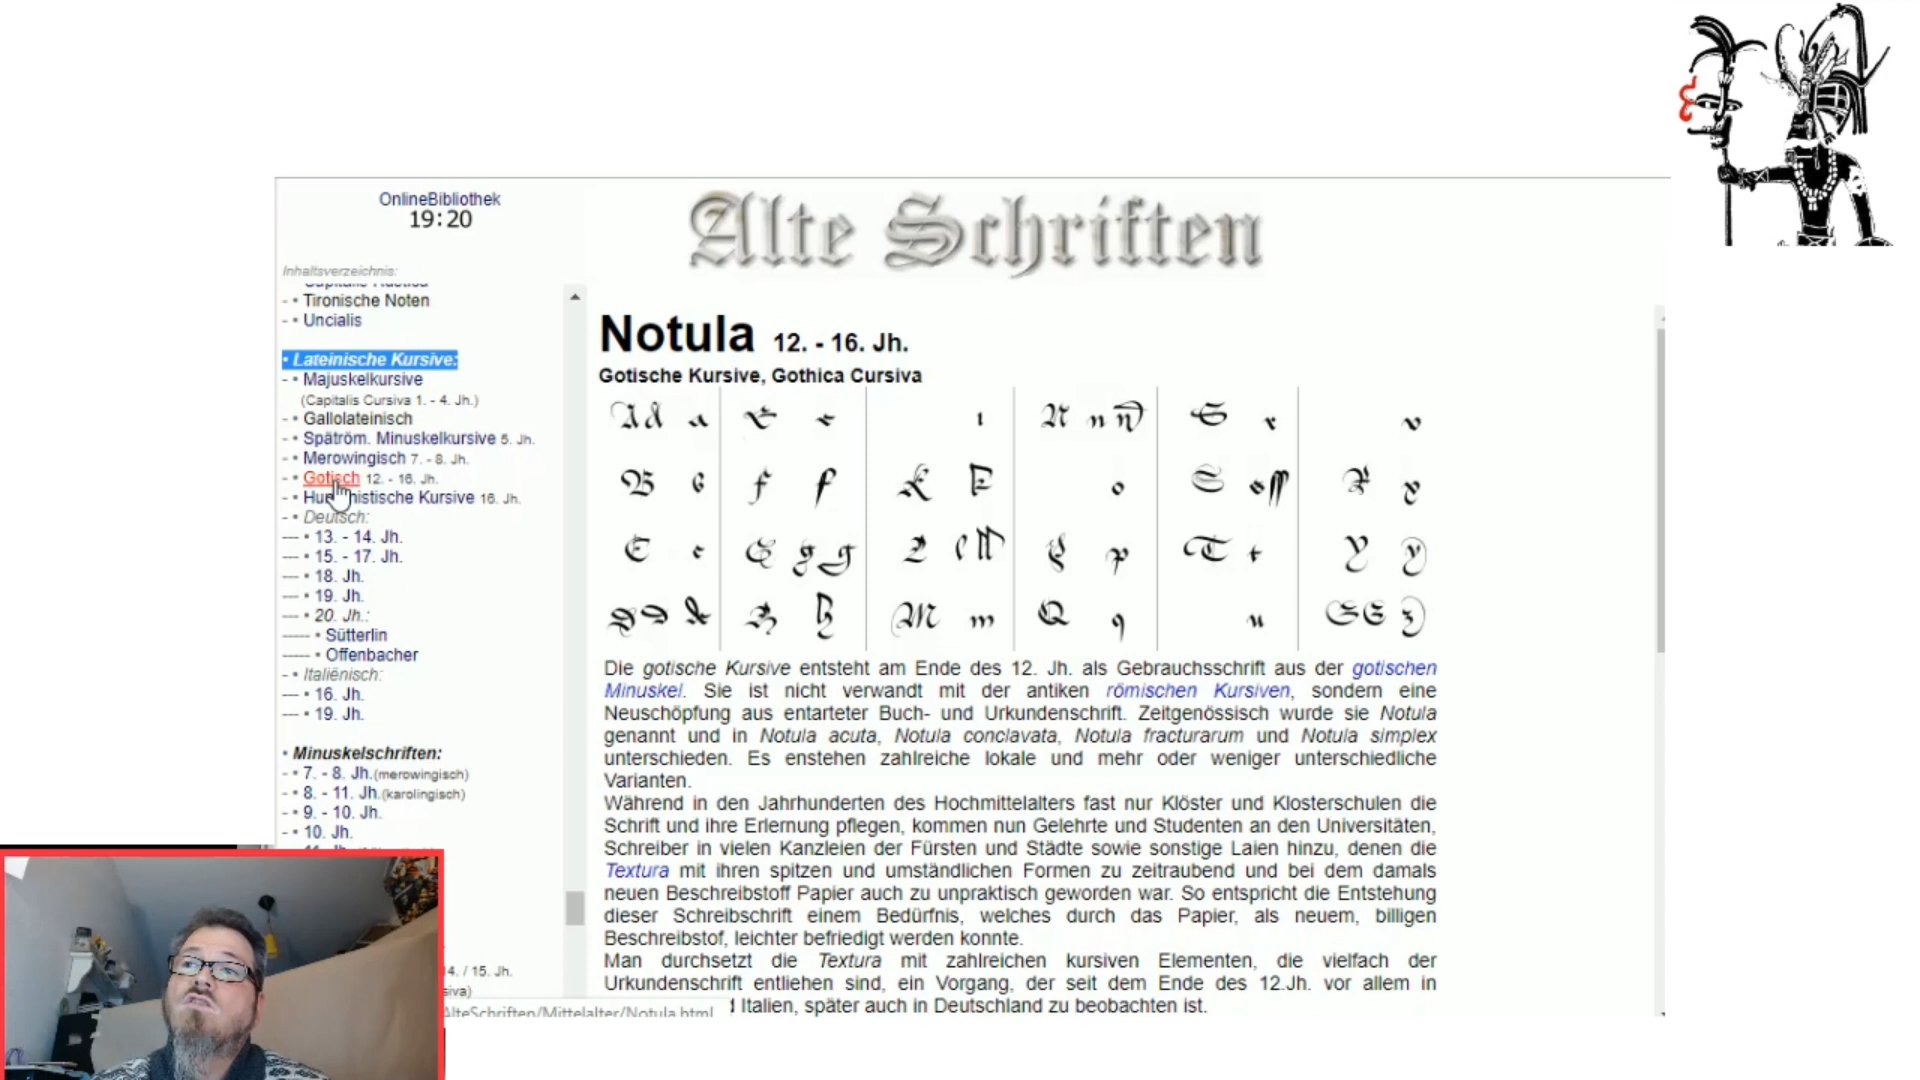 OnlineBibliothek
19:20
Alte Schriften
Inhaltsverzeichnis:
- • Tironische Noten
- • Uncialis
• Lateinische Kursive:
- • Majuskelkursive
(Capitalis Cursiva 1. - 4. Jh.)
- • Gallolateinisch
- • Spätröm. Minuskelkursive 5. Jh.
- • Merowingisch 7. - 8. Jh.
- • Gotisch 12. - 16. Jh.
- • Humanistische Kursive 16. Jh.
- • Deutsch:
--- • 13. - 14. Jh.
--- • 15. - 17. Jh.
--- • 18. Jh.
--- • 19. Jh.
--- • 20. Jh.:
----- • Sütterlin
----- • Offenbacher
- • Italiënisch:
--- • 16. Jh.
--- • 19. Jh.
• Minuskelschriften:
- • 7. - 8. Jh.(merowingisch)
- • 8. - 11. Jh.(karolingisch)
- • 9. - 10. Jh.
- • 10. Jh.
14. / 15. Jh.
Notula 12. - 16. Jh.
Gotische Kursive, Gothica Cursiva
Die gotische Kursive entsteht am Ende des 12. Jh. als Gebrauchsschrift aus der gotischen
Minuskel. Sie ist nicht verwandt mit der antiken römischen Kursiven, sondern eine
Neuschöpfung aus entarteter Buch- und Urkundenschrift. Zeitgenössisch wurde sie Notula
genannt und in Notula acuta, Notula conclavata, Notula fracturarum und Notula simplex
unterschieden. Es enstehen zahlreiche lokale und mehr oder weniger unterschiedliche
Varianten.
Während in den Jahrhunderten des Hochmittelalters fast nur Klöster und Klosterschulen die
Schrift und ihre Erlernung pflegen, kommen nun Gelehrte und Studenten an den Universitäten,
Schreiber in vielen Kanzleien der Fürsten und Städte sowie sonstige Laien hinzu, denen die
Textura mit ihren spitzen und umständlichen Formen zu zeitraubend und bei dem damals
neuen Beschreibstoff Papier auch zu unpraktisch geworden war. So entspricht die Entstehung
dieser Schreibschrift einem Bedürfnis, welches durch das Papier, als neuem, billigen
Beschreibstof, leichter befriedigt werden konnte.
Man durchsetzt die Textura mit zahlreichen kursiven Elementen, die vielfach der
Urkundenschrift entliehen sind, ein Vorgang, der seit dem Ende des 12.Jh. vor allem in
Italien, später auch in Deutschland zu beobachten ist.
AlteSchriften/Mittelalter/Notula.html